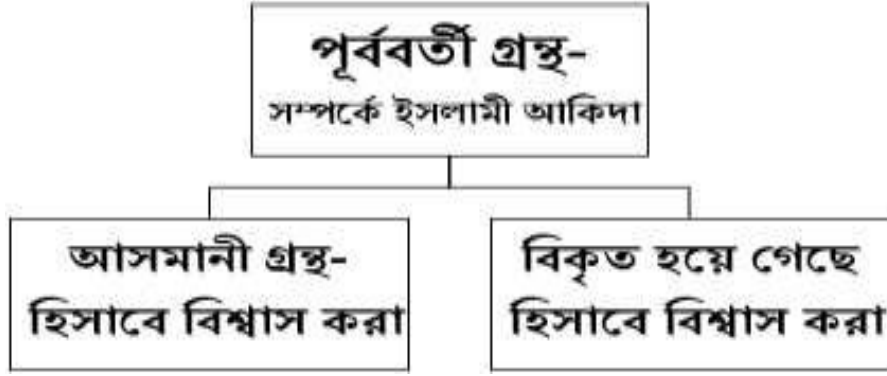 পূর্ববর্তী গ্রন্থ-
সম্পর্কে ইসলামী আকিদা
আসমানী গ্রন্থ-
হিসাবে বিশ্বাস করা
বিকৃত হয়ে গেছে
হিসাবে বিশ্বাস করা